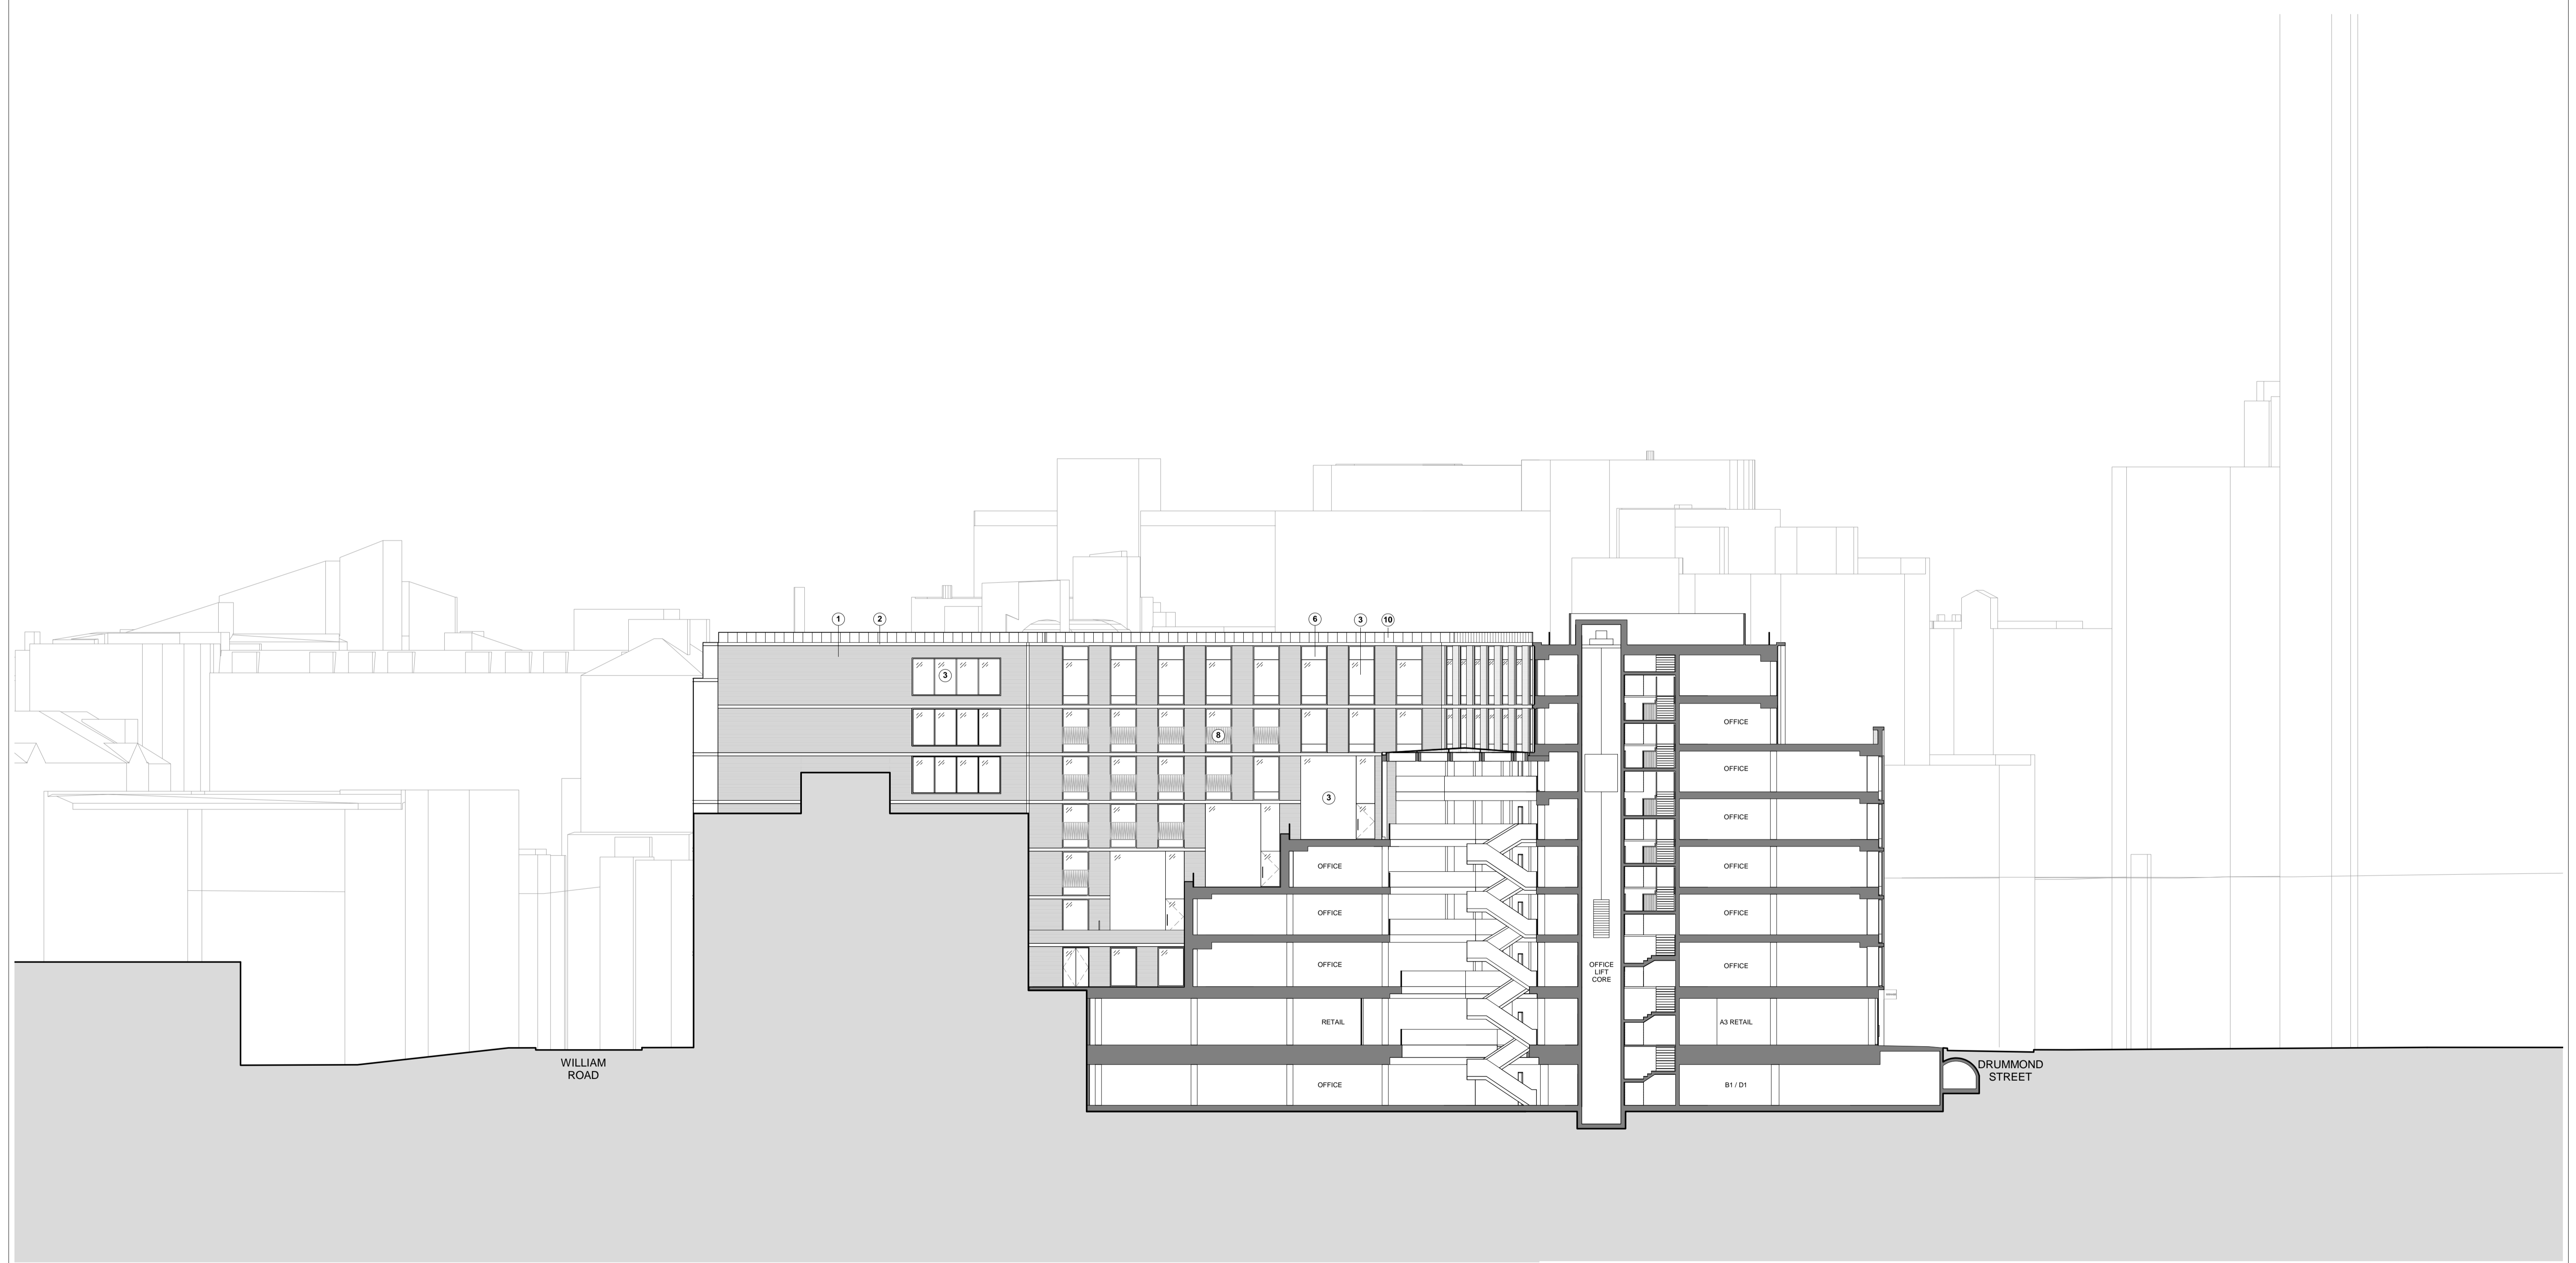 1
2
6
3
10
3
OFFICE
8
OFFICE
3
OFFICE
OFFICE
OFFICE
OFFICE
OFFICE
OFFICE
OFFICE
LIFT
CORE
OFFICE
RETAIL
A3 RETAIL
WILLIAM
ROAD
DRUMMOND
STREET
OFFICE
B1 / D1